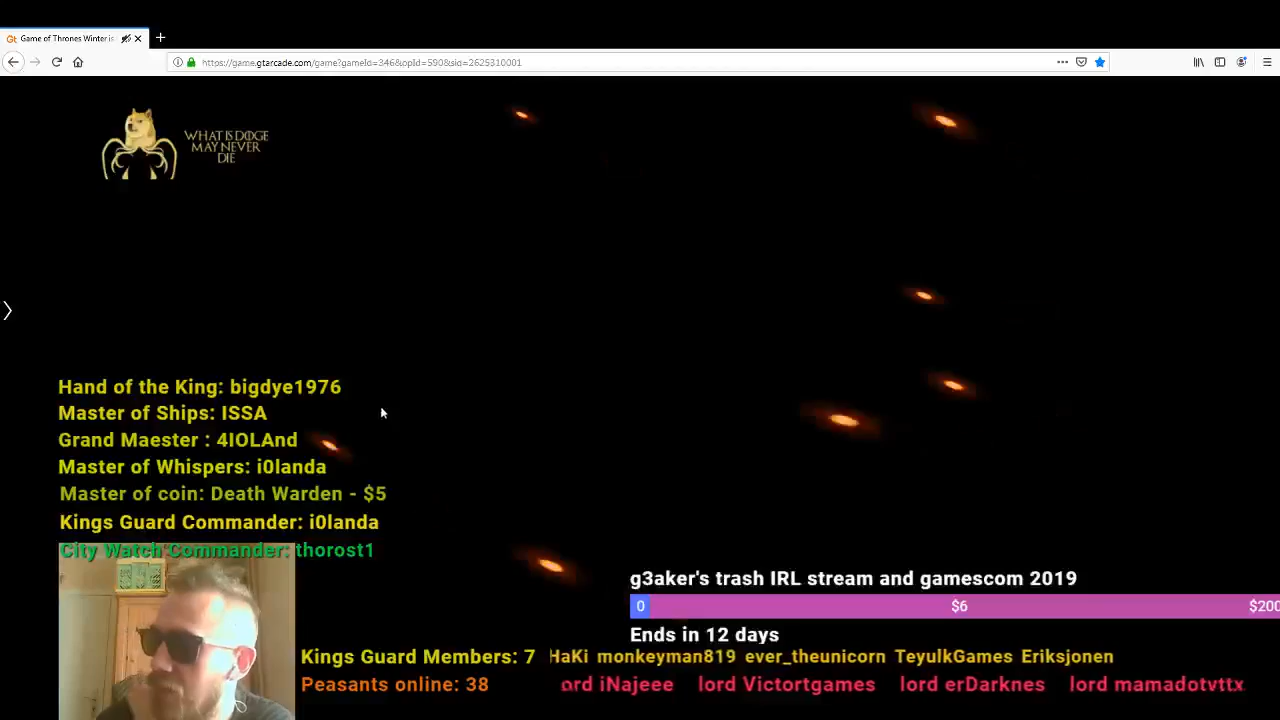 Game of Thrones Winter is
https://game.gtarcade.com/game?gameId=346&opId=590&sig=2625310001
WHAT IS DOGE
MAY NEVER
DIE
Hand of the King: bigdye1976
Master of Ships: ISSA
Grand Maester : 4IOLAnd
Master of Whispers: i0landa
Master of coin: Death Warden - $5
Kings Guard Commander: i0landa
City Watch Commander: thorost1
g3aker's trash IRL stream and gamescom 2019
0 $6 $200
Ends in 12 days
Kings Guard Members: 7 HaKi monkeyman819 ever_theunicorn TeyulkGames Eriksjonen
Peasants online: 38 lord iNajeee lord Victortgames lord erDarknes lord mamadotvttx